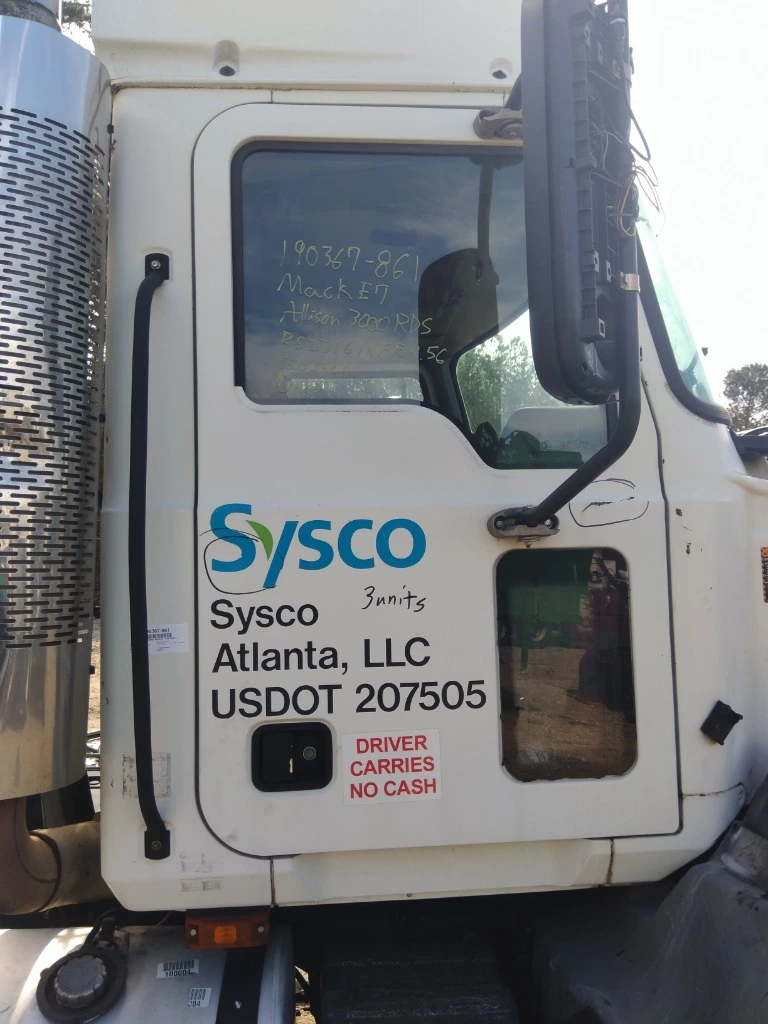 190367-861
Mack E7
Allison 3000 RDS
Sysco
3units
Sysco
Atlanta, LLC
USDOT 207505
DRIVER
CARRIES
NO CASH